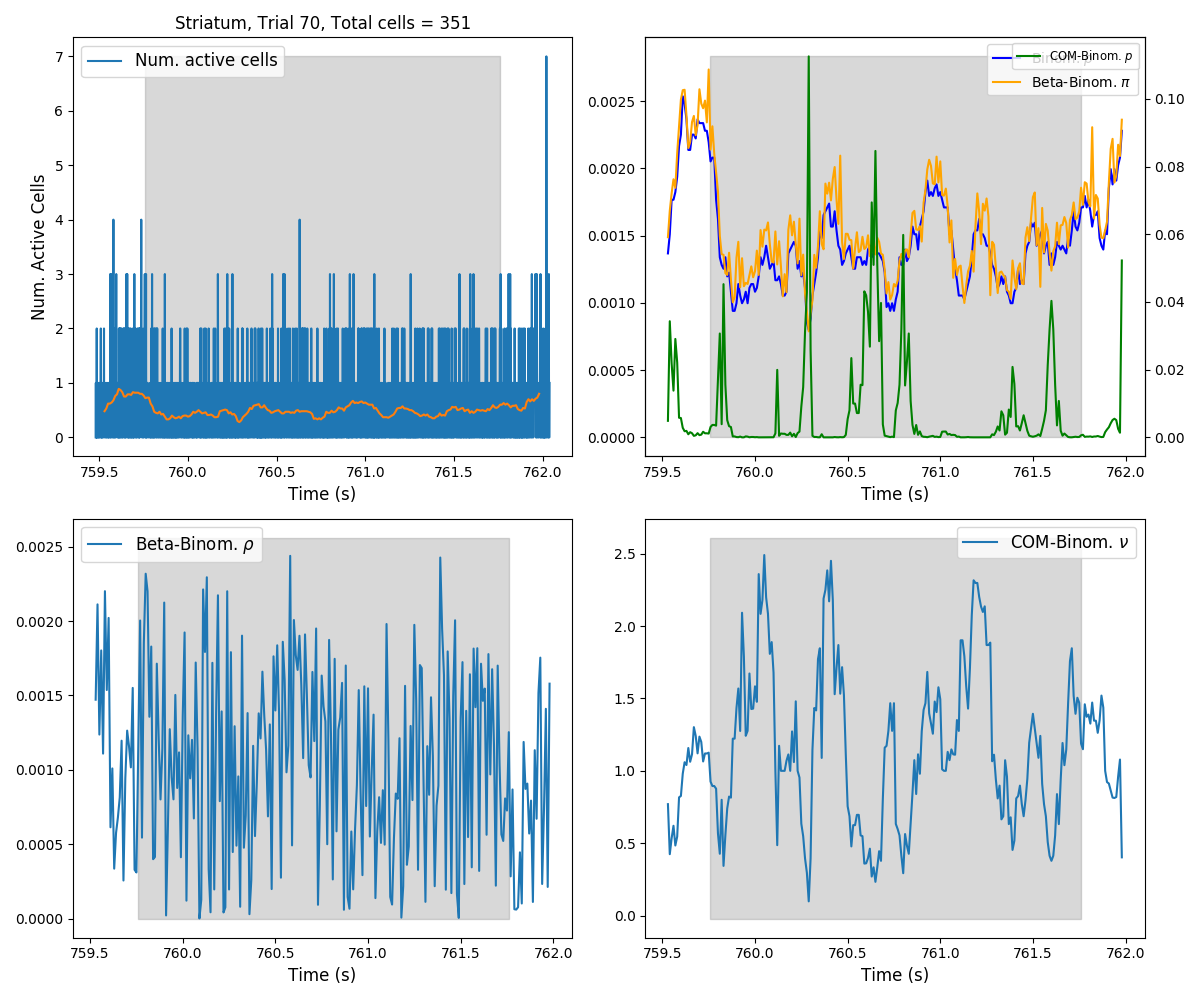 Striatum, Trial 70, Total cells = 351
Num. active cells
7
6
5
4
3
2
1
0
Num. Active Cells
759.5 760.0 760.5 761.0 761.5 762.0
Time (s)
COM-Binom. p
Beta-Binom. π
0.0025
0.0020
0.0015
0.0010
0.0005
0.0000
0.10
0.08
0.06
0.04
0.02
0.00
759.5 760.0 760.5 761.0 761.5 762.0
Time (s)
Beta-Binom. ρ
0.0025
0.0020
0.0015
0.0010
0.0005
0.0000
759.5 760.0 760.5 761.0 761.5 762.0
Time (s)
COM-Binom. ν
2.5
2.0
1.5
1.0
0.5
0.0
759.5 760.0 760.5 761.0 761.5 762.0
Time (s)